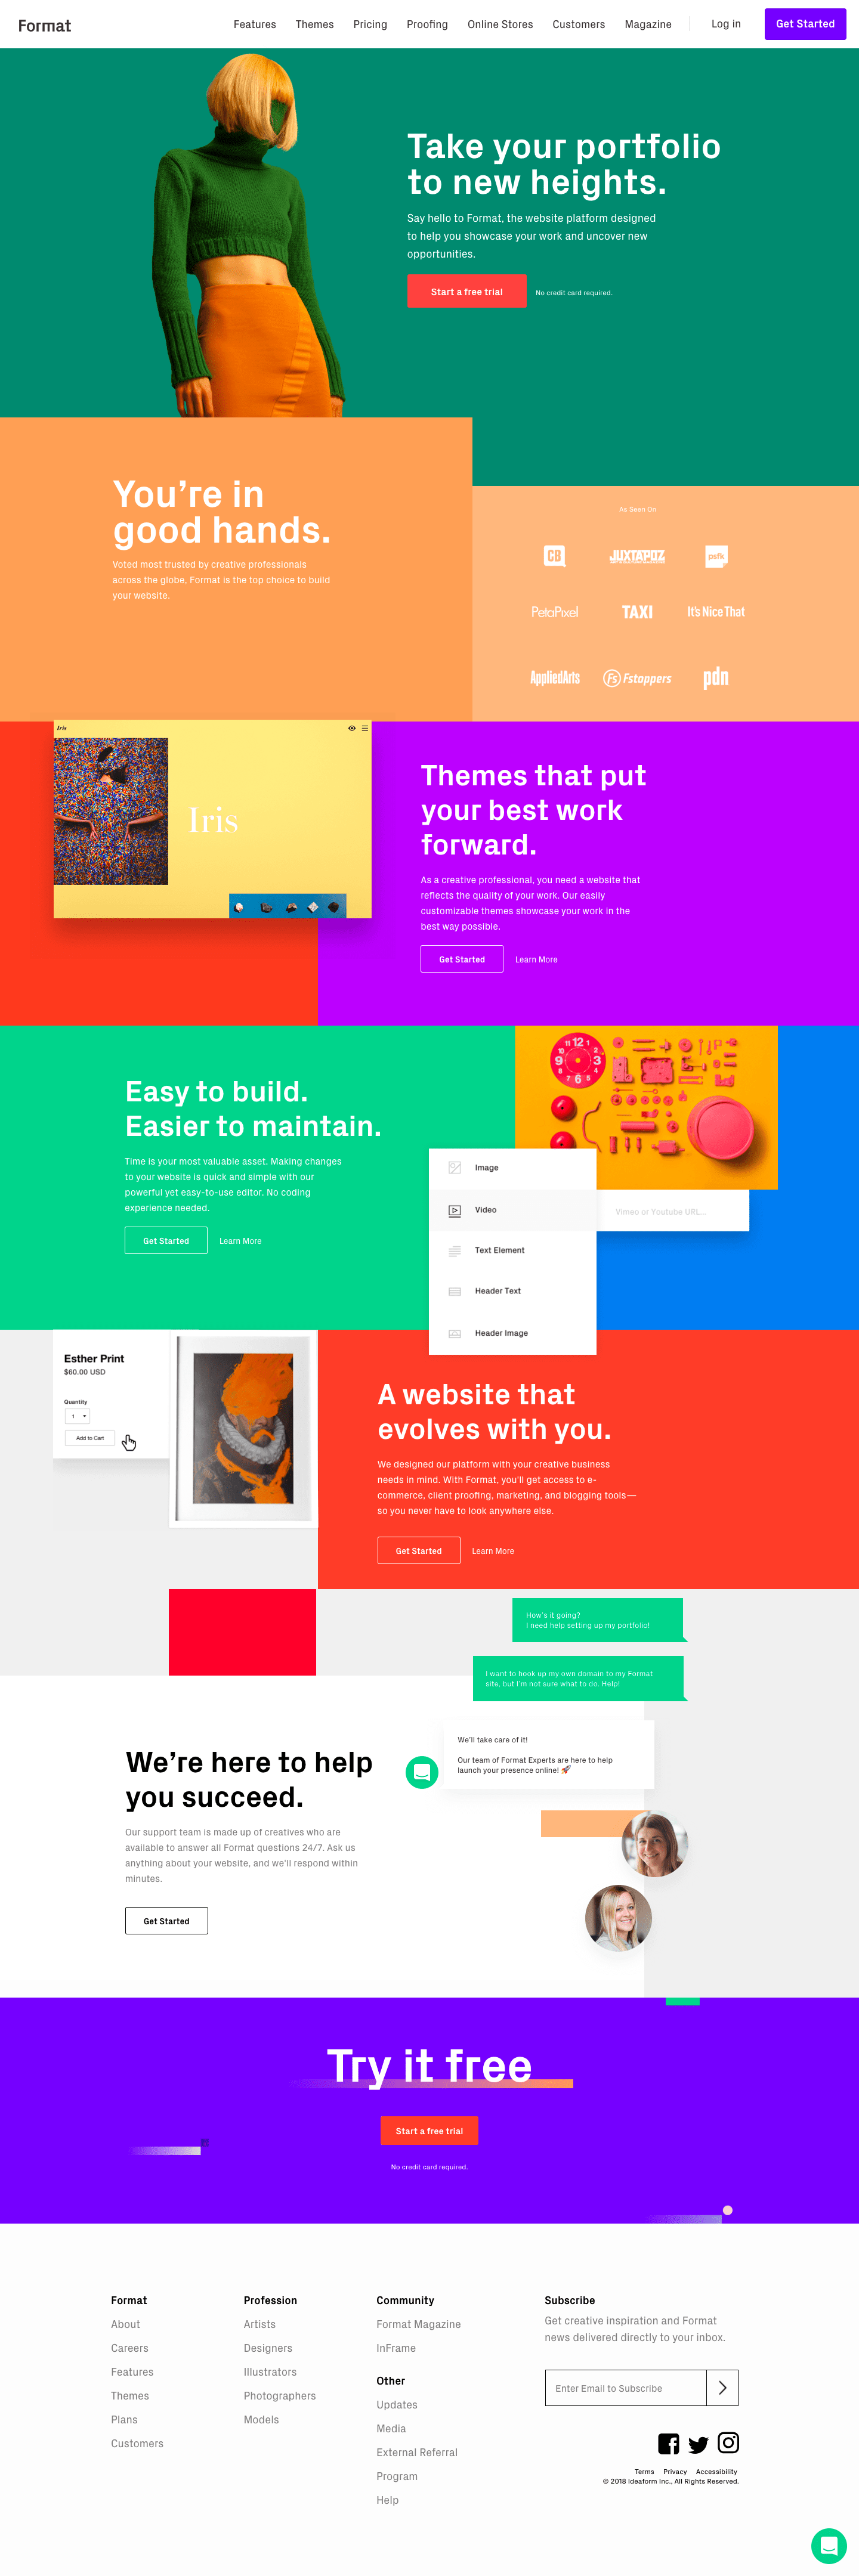 Format
Features Themes Pricing Proofing Online Stores Customers Magazine Log in Get Started
Take your portfolio
to new heights.
Say hello to Format, the website platform designed
to help you showcase your work and uncover new
opportunities.
Start a free trial No credit card required.
You’re in
good hands.
Voted most trusted by creative professionals
across the globe, Format is the top choice to build
your website.
As Seen On
CB JUXTAPOZ psfk
PetaPixel TAXI It's Nice That
AppliedArts Fs Fstoppers pdn
Iris
Iris
Themes that put
your best work
forward.
As a creative professional, you need a website that
reflects the quality of your work. Our easily
customizable themes showcase your work in the
best way possible.
Get Started Learn More
Easy to build.
Easier to maintain.
Time is your most valuable asset. Making changes
to your website is quick and simple with our
powerful yet easy-to-use editor. No coding
experience needed.
Get Started Learn More
12 3 6 9
Image
Video
Vimeo or Youtube URL...
Text Element
Header Text
Header Image
Esther Print
$60.00 USD
Quantity
1
Add to Cart
A website that
evolves with you.
We designed our platform with your creative business
needs in mind. With Format, you’ll get access to e-
commerce, client proofing, marketing, and blogging tools—
so you never have to look anywhere else.
Get Started Learn More
How's it going?
I need help setting up my portfolio!
I want to hook up my own domain to my Format
site, but I'm not sure what to do. Help!
We'll take care of it!
Our team of Format Experts are here to help
launch your presence online! 🚀
We’re here to help
you succeed.
Our support team is made up of creatives who are
available to answer all Format questions 24/7. Ask us
anything about your website, and we’ll respond within
minutes.
Get Started
Try it free
Start a free trial
No credit card required.
Format
About
Careers
Features
Themes
Plans
Customers
Profession
Artists
Designers
Illustrators
Photographers
Models
Community
Format Magazine
InFrame
Other
Updates
Media
External Referral
Program
Help
Subscribe
Get creative inspiration and Format
news delivered directly to your inbox.
Enter Email to Subscribe
Terms Privacy Accessibility
© 2018 Ideaform Inc., All Rights Reserved.